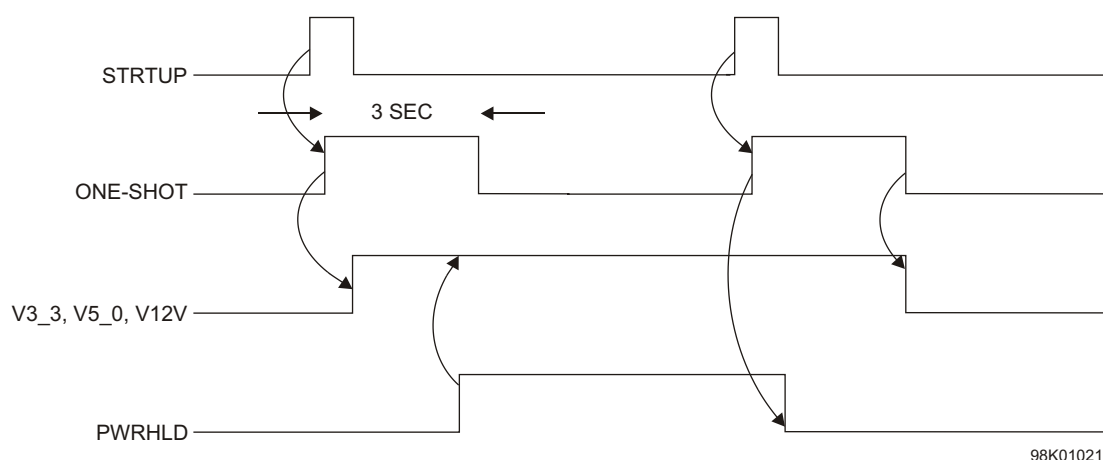 STRTUP
3 SEC
ONE-SHOT
V3_3, V5_0, V12V
PWRHLD
98K01021